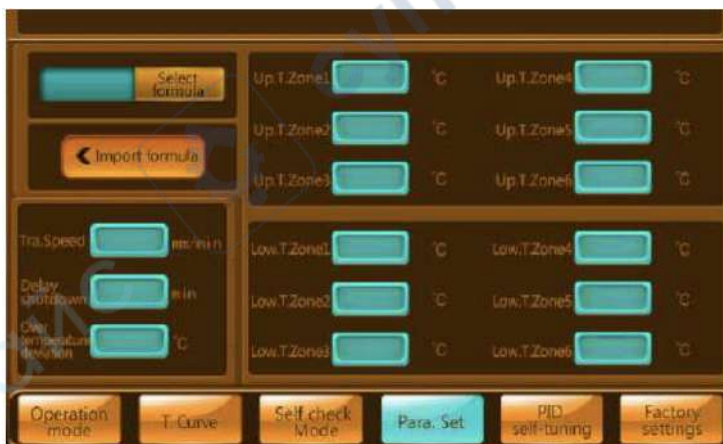 Select
formula
Import formula
Tra.Speed mm/min
Delay
shutdown min
Over
temperature
deviation °C
Up.T.Zone1 °C Up.T.Zone4 °C
Up.T.Zone2 °C Up.T.Zone5 °C
Up.T.Zone3 °C Up.T.Zone6 °C
Low.T.Zone1 °C Low.T.Zone4 °C
Low.T.Zone2 °C Low.T.Zone5 °C
Low.T.Zone3 °C Low.T.Zone6 °C
Operation
mode
T. Curve
Self check
Mode
Para. Set
PID
self-tuning
Factory
settings